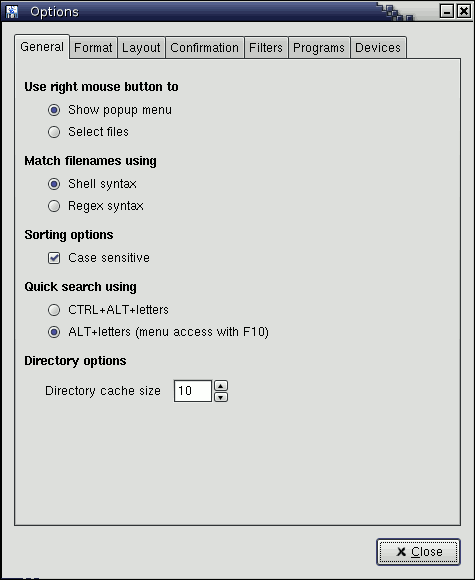 Options
General Format Layout Confirmation Filters Programs Devices
Use right mouse button to
Show popup menu
Select files
Match filenames using
Shell syntax
Regex syntax
Sorting options
Case sensitive
Quick search using
CTRL+ALT+letters
ALT+letters (menu access with F10)
Directory options
Directory cache size 10
Close